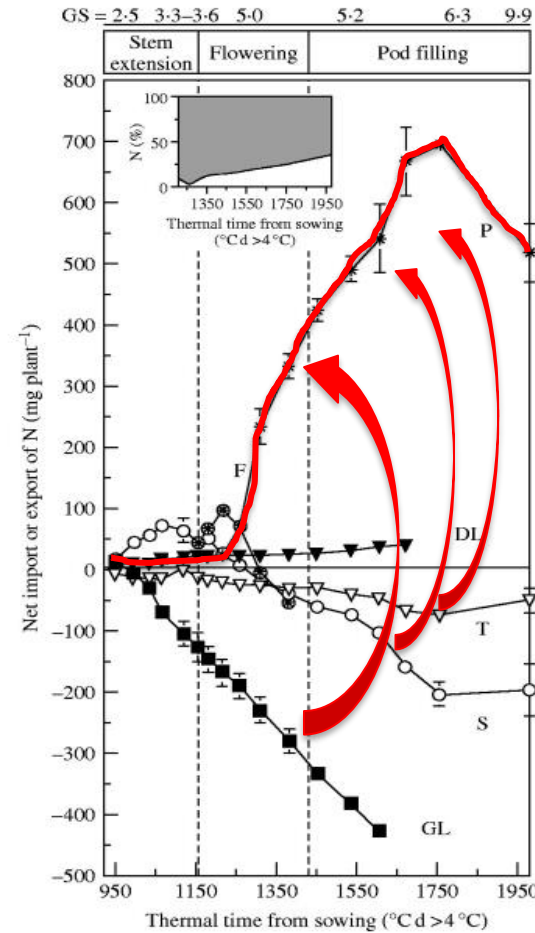 GS = 2·5 3·3–3·6 5·0 5·2 6·3 9·9
Stem extension Flowering Pod filling
800
700
600
500
400
300
200
100
0
−100
−200
−300
−400
−500
Net import or export of N (mg plant−1)
100
50
0
N (%)
1350 1550 1750 1950
Thermal time from sowing
(°C d >4 °C)
P
F
DL
T
S
GL
950 1150 1350 1550 1750 1950
Thermal time from sowing (°C d >4 °C)